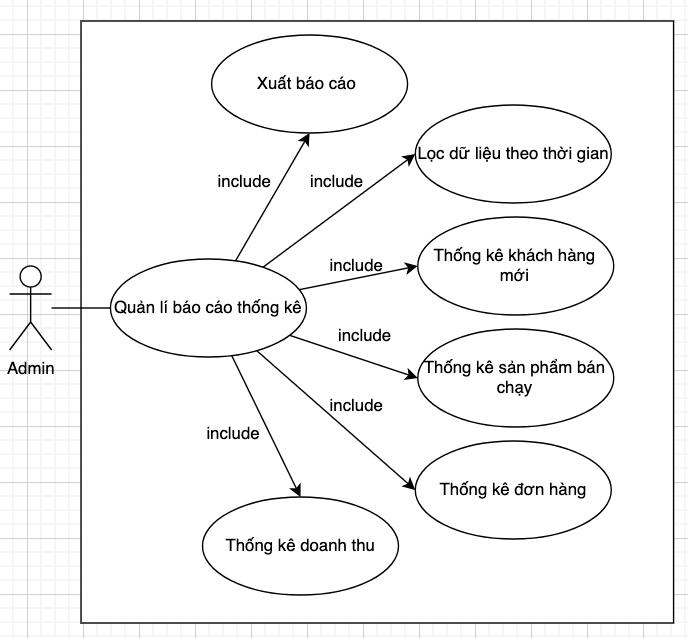 Xuất báo cáo
include
include
Lọc dữ liệu theo thời gian
include
Thống kê khách hàng
mới
Quản lí báo cáo thống kê
include
Thống kê sản phẩm bán
chạy
Admin
include
include
Thống kê đơn hàng
Thống kê doanh thu